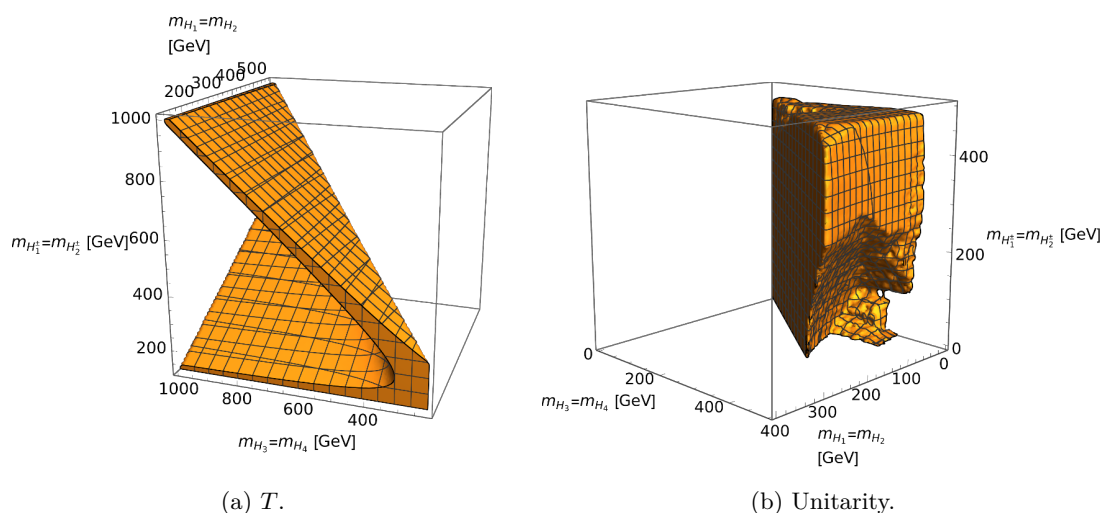 m_{H_1}=m_{H_2}
[GeV]
200 300 400 500
1000
800
m_{H_1^±}=m_{H_2^±} [GeV] 600
400
200
1000 800 600 400
m_{H_3}=m_{H_4} [GeV]
(a) T.
400
m_{H_1^±}=m_{H_2^±} [GeV]
200
0
0 200 400
m_{H_3}=m_{H_4} [GeV]
400 300 200 100 0
m_{H_1}=m_{H_2}
[GeV]
(b) Unitarity.